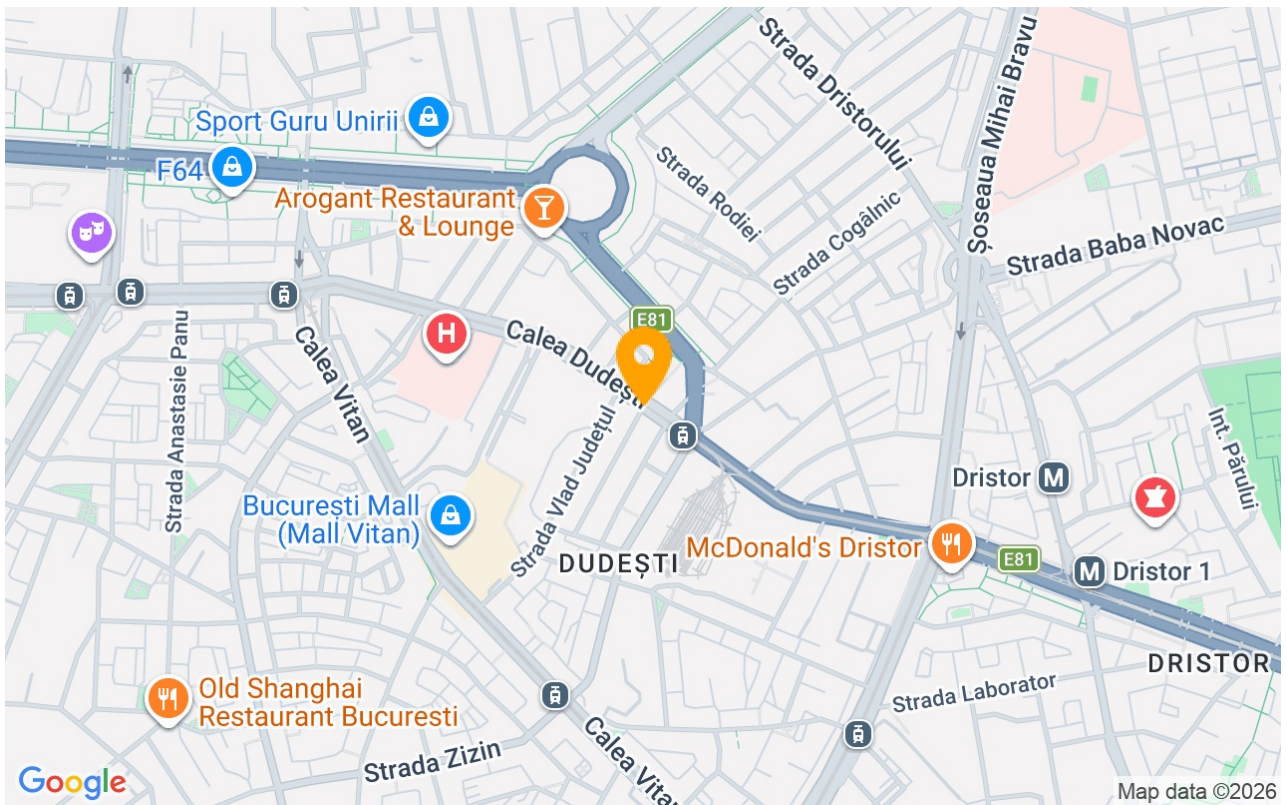 Strada Dristorului
Șoseaua Mihai Bravu
Sport Guru Unirii
F64
Arogant Restaurant
& Lounge
Strada Rodiei
Strada Cogâlnic
Strada Baba Novac
E81
H
Calea Dudești
Calea Vitan
Strada Anastasie Panu
Strada Vlad Județul
Int. Părului
Dristor M
București Mall
(Mall Vitan)
DUDEȘTI
McDonald's Dristor
E81
M Dristor 1
DRISTOR
Old Shanghai
Restaurant Bucuresti
Strada Laborator
Strada Zizin
Calea Vitan
Google
Map data ©2026